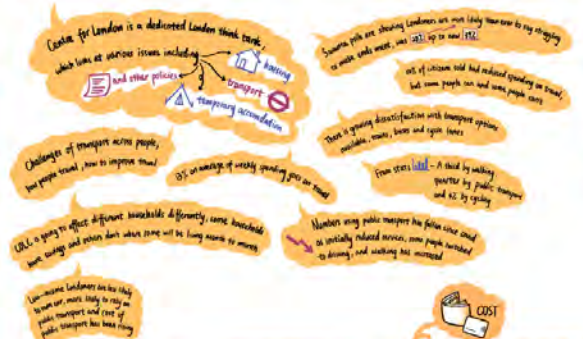 Centre for London is a dedicated London think tank,
which looks at various issues including
housing
and other policies
transport
temporary accomodation
Savanta polls are showing Londoners are more likely than ever to say struggling
to make ends meet, was up to now
of citizens said had reduced spending on travel,
but some people can and some people can't
There is growing dissatisfaction with transport options
available, routes, buses and cycle lanes
Challenges of transport across people,
how people travel, how to improve travel
13% on average of weekly spending goes on travel
From stats - A third by walking
quarter by public transport
and 4% by cycling
is going to affect different households differently, some households
have savings and others don't when some will be living month to month
Numbers using public transport has fallen since covid
as initially reduced services, some people switched
to driving, and walking has increased
Low-income Londoners are less likely
to own car, more likely to rely on
public transport and cost of
public transport has been rising
COST